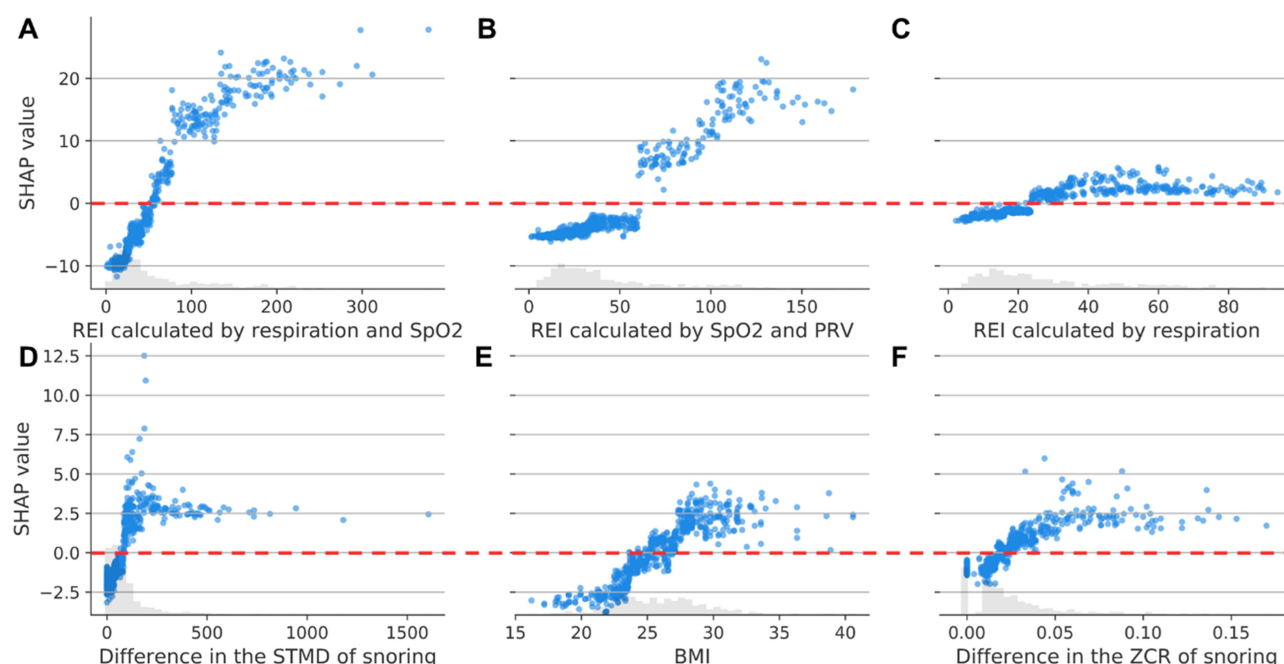 A
B
C
SHAP value
20
10
0
−10
0
100
200
300
0
50
100
150
0
20
40
60
80
REI calculated by respiration and SpO2
REI calculated by SpO2 and PRV
REI calculated by respiration
D
E
F
SHAP value
12.5
10.0
7.5
5.0
2.5
0.0
−2.5
0
500
1000
1500
15
20
25
30
35
40
0.00
0.05
0.10
0.15
Difference in the STMD of snoring
BMI
Difference in the ZCR of snoring